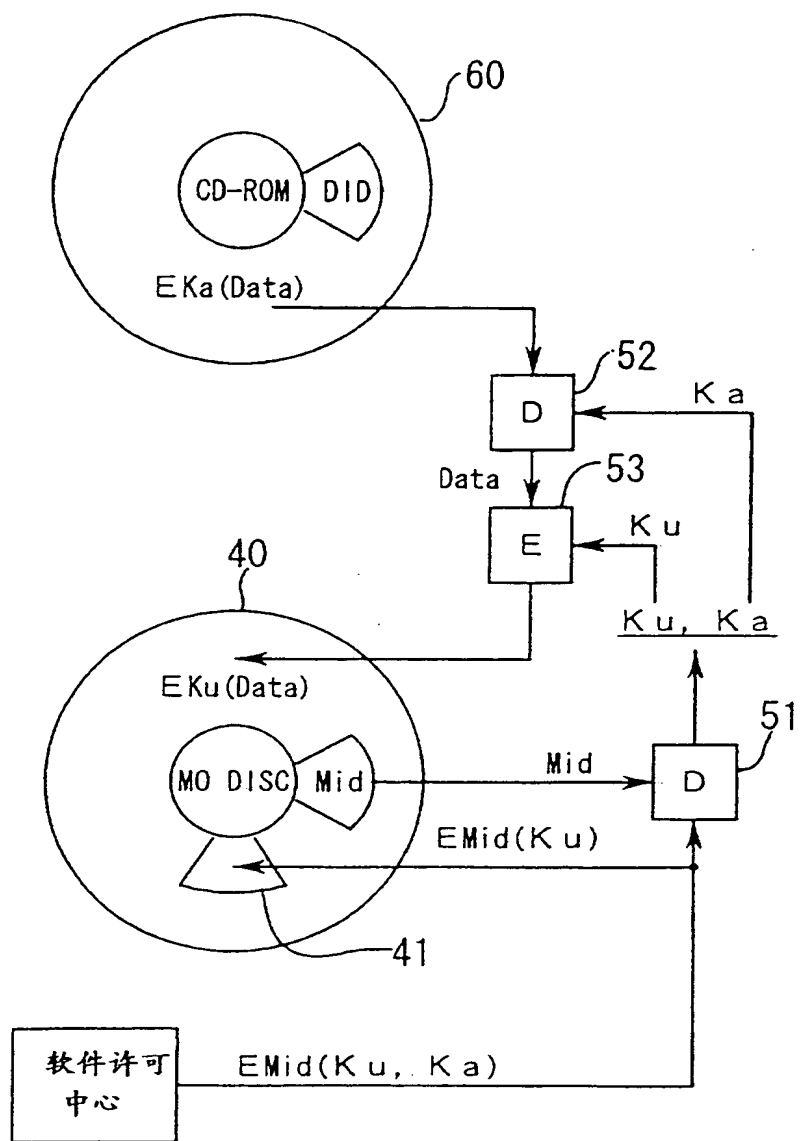 60
CD-ROM DID
EKa(Data)
52
D
Ka
Data
53
E
Ku
40
Ku, Ka
EKu(Data)
51
MO DISC Mid
Mid
D
EMid(Ku)
41
软件许可
中心
EMid(Ku, Ka)